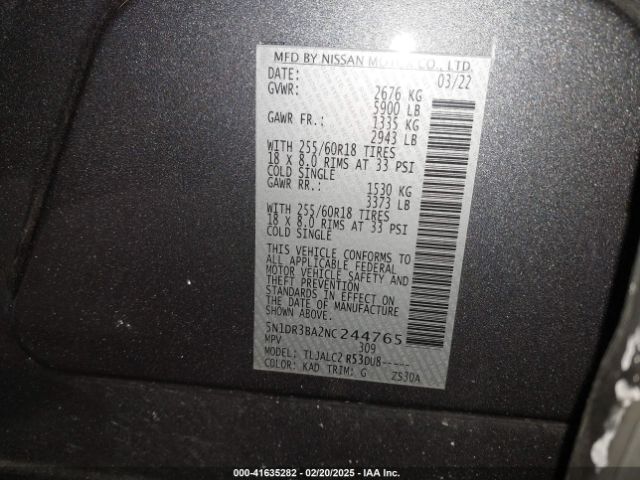 MFD BY NISSAN MOTOR CO., LTD.
DATE: 03/22
GVWR: 2676 KG
5900 LB
GAWR FR.: 1335 KG
2943 LB
WITH 255/60R18 TIRES
18 X 8.0 RIMS AT 33 PSI
COLD SINGLE
GAWR RR.: 1530 KG
3373 LB
WITH 255/60R18 TIRES
18 X 8.0 RIMS AT 33 PSI
COLD SINGLE
THIS VEHICLE CONFORMS TO
ALL APPLICABLE FEDERAL
MOTOR VEHICLE SAFETY AND
THEFT PREVENTION
STANDARDS IN EFFECT ON
THE DATE OF MANUFACTURE
SHOWN ABOVE.
5N1DR3BA2NC244765
MPV 309
MODEL: TLJALC2 R53DU8-----
COLOR: KAD TRIM: G ZS30A
000-41635282 — 02/20/2025 — IAA Inc.